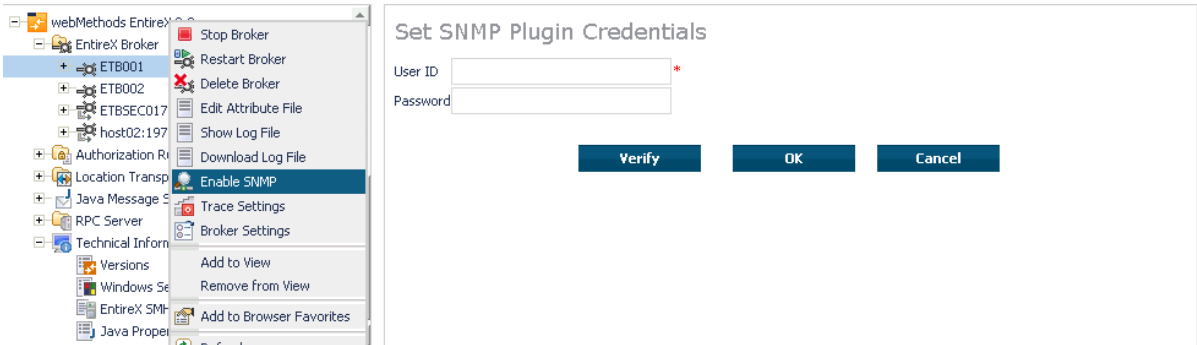 webMethods EntireX
EntireX Broker
ETB001
ETB002
ETBSEC017
host02:197
Authorization
Location Transp
Java Message S
RPC Server
Technical Inform
Versions
Windows Se
EntireX SMH
Java Proper
Stop Broker
Restart Broker
Delete Broker
Edit Attribute File
Show Log File
Download Log File
Enable SNMP
Trace Settings
Broker Settings
Add to View
Remove from View
Add to Browser Favorites
Set SNMP Plugin Credentials
User ID *
Password
Verify OK Cancel